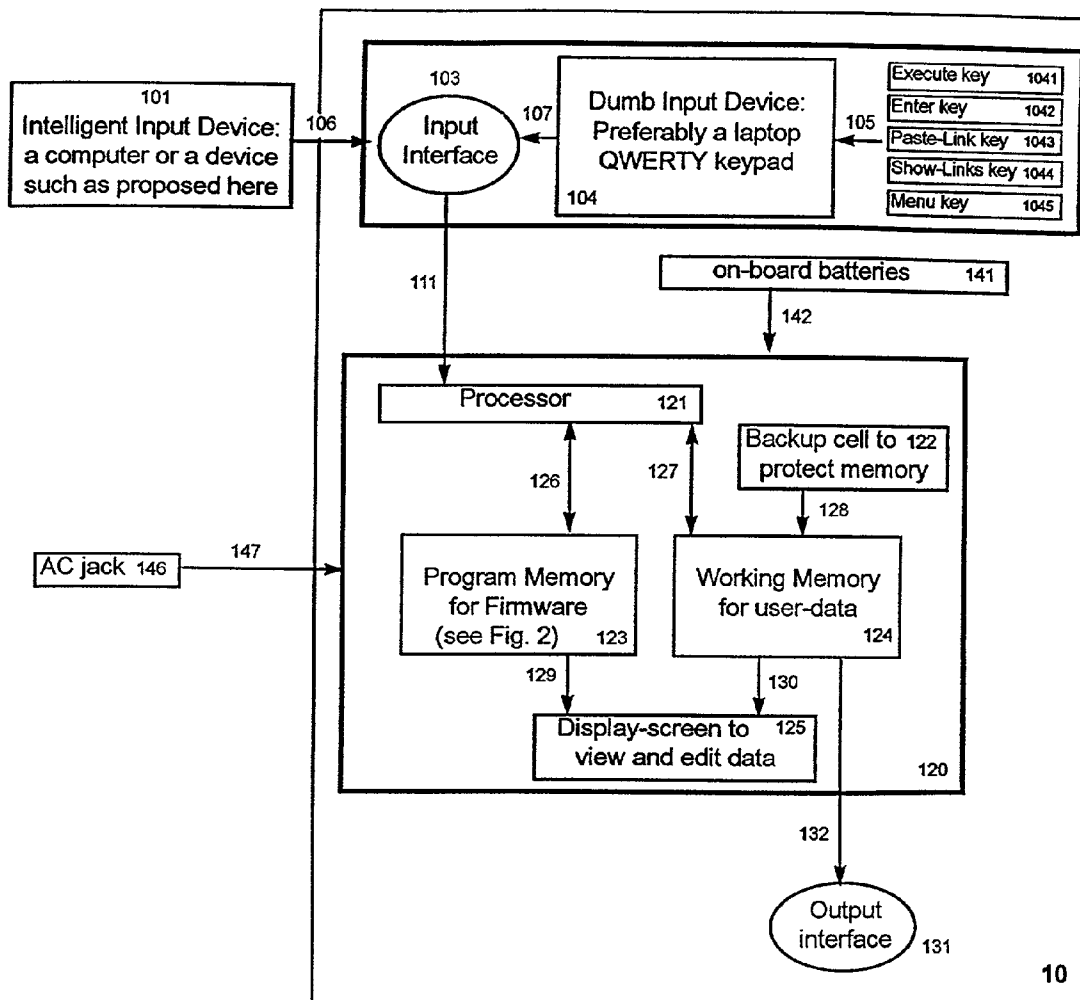 101
Intelligent Input Device:
a computer or a device
such as proposed here
106
103
Input
Interface
107
Dumb Input Device:
Preferably a laptop
QWERTY keypad
104
105
Execute key 1041
Enter key 1042
Paste-Link key 1043
Show-Links key 1044
Menu key 1045
111
on-board batteries 141
142
Processor 121
126
127
Backup cell to 122
protect memory
128
AC jack 146
147
Program Memory
for Firmware
(see Fig. 2) 123
Working Memory
for user-data
124
129
130
Display-screen to 125
view and edit data
120
132
Output
interface
131
10